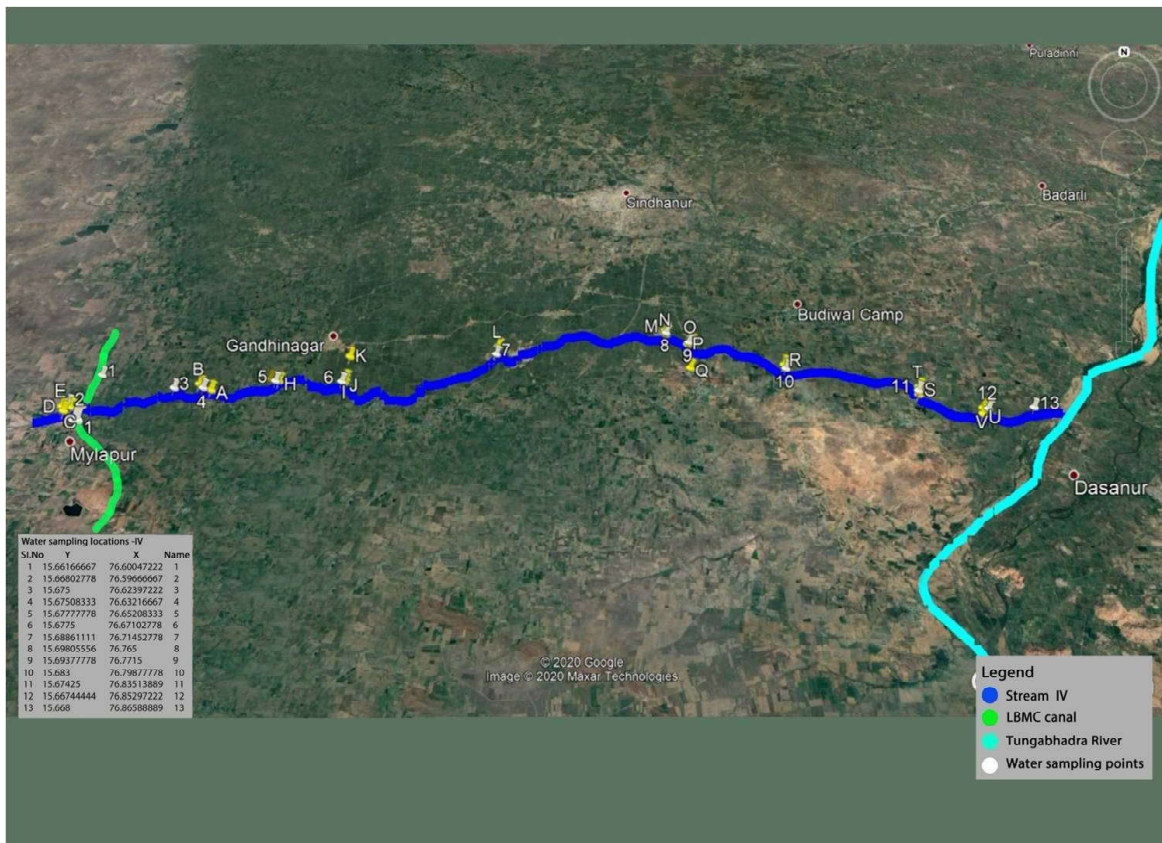 Puladinni
N
Badarli
Sindhanur
Budiwal Camp
Gandhinagar
L
7
M N
8
O
P
9
Q
R
10
K
5 H
6 J
I
1
E
D
2
C
1
3
B
4 A
T
11 S
12
V U
13
Mylapur
Dasanur
Water sampling locations -IV
Sl.No Y X Name
1 15.66166667 76.60047222 1
2 15.66802778 76.59666667 2
3 15.675 76.62397222 3
4 15.67508333 76.63216667 4
5 15.67777778 76.65208333 5
6 15.6775 76.67102778 6
7 15.68861111 76.71452778 7
8 15.69805556 76.765 8
9 15.69377778 76.7715 9
10 15.683 76.79877778 10
11 15.67425 76.83513889 11
12 15.66744444 76.85297222 12
13 15.668 76.86588889 13
© 2020 Google
Image © 2020 Maxar Technologies
Legend
Stream IV
LBMC canal
Tungabhadra River
Water sampling points